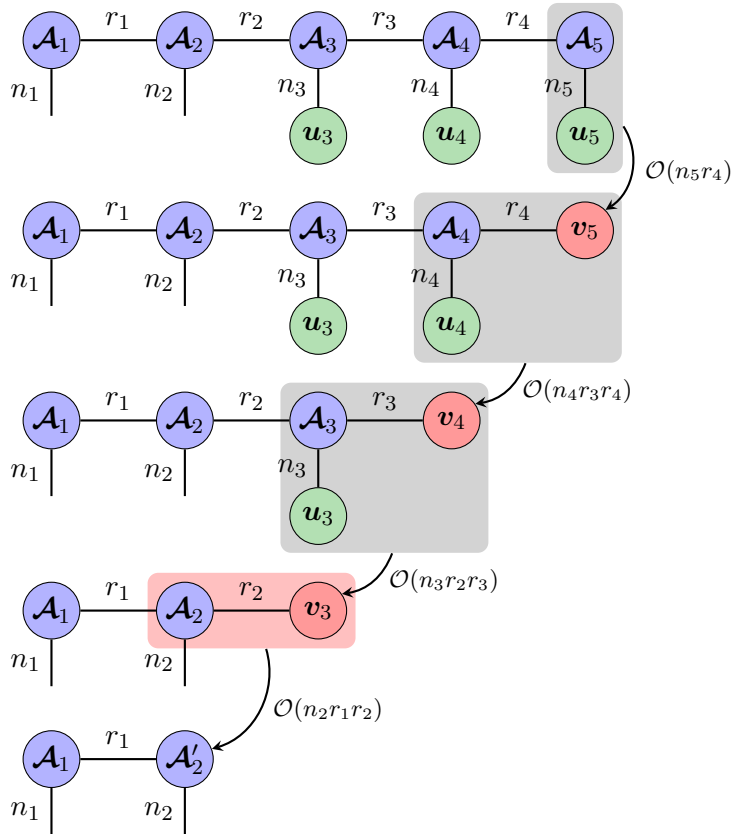 r₁ r₂ r₃ r₄
𝓐₁ 𝓐₂ 𝓐₃ 𝓐₄ 𝓐₅
n₁ n₂ n₃ n₄ n₅
u₃ u₄ u₅
𝒪(n₅r₄)
r₁ r₂ r₃ r₄
𝓐₁ 𝓐₂ 𝓐₃ 𝓐₄ v₅
n₁ n₂ n₃ n₄
u₃ u₄
𝒪(n₄r₃r₄)
r₁ r₂ r₃
𝓐₁ 𝓐₂ 𝓐₃ v₄
n₁ n₂ n₃
u₃
𝒪(n₃r₂r₃)
r₁ r₂
𝓐₁ 𝓐₂ v₃
n₁ n₂
𝒪(n₂r₁r₂)
r₁
𝓐₁ 𝓐′₂
n₁ n₂